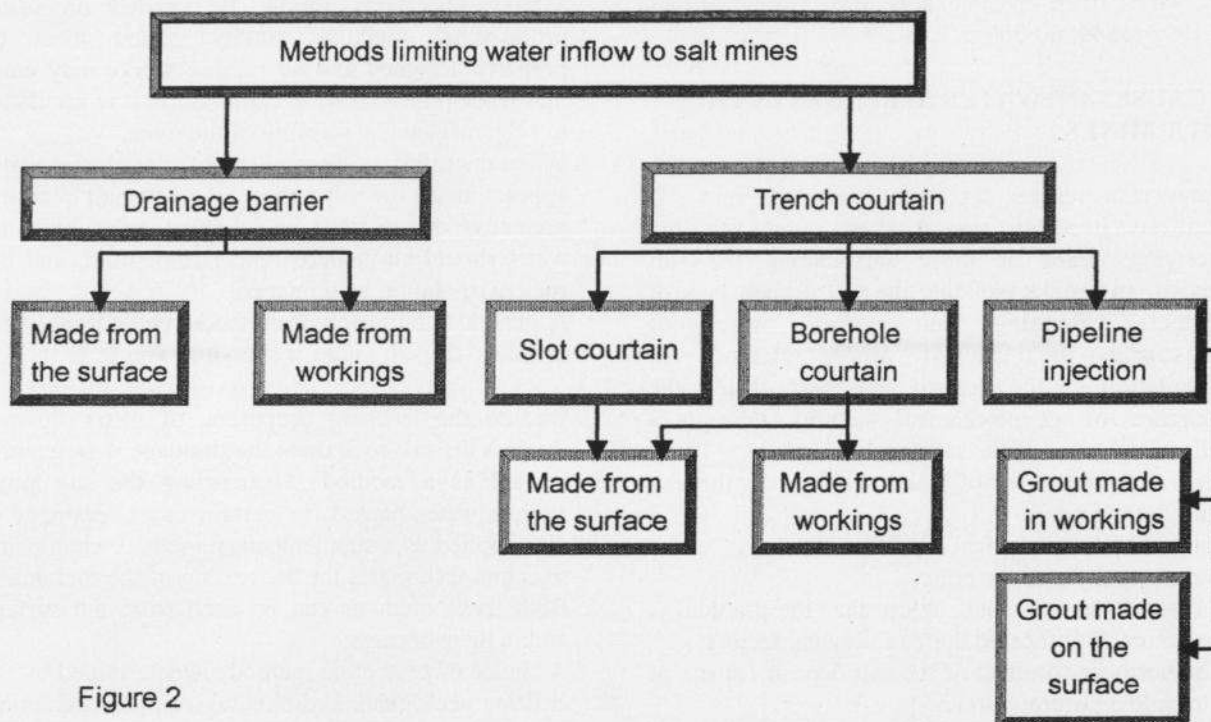 Methods limiting water inflow to salt mines
Drainage barrier
Trench courtain
Made from
the surface
Made from
workings
Slot courtain
Borehole
courtain
Pipeline
injection
Made from
the surface
Made from
workings
Grout made
in workings
Grout made
on the
surface
Figure 2